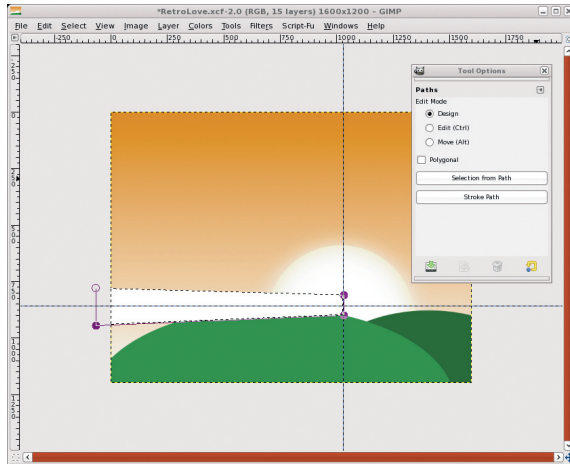 *RetroLove.xcf-2.0 (RGB, 15 layers) 1600x1200 – GIMP
File Edit Select View Image Layer Colors Tools Filters Script-Fu Windows Help
-250 0 250 500 750 1000 1250 1500 1750
Tool Options
Paths
Edit Mode
Design
Edit (Ctrl)
Move (Alt)
Polygonal
Selection from Path
Stroke Path